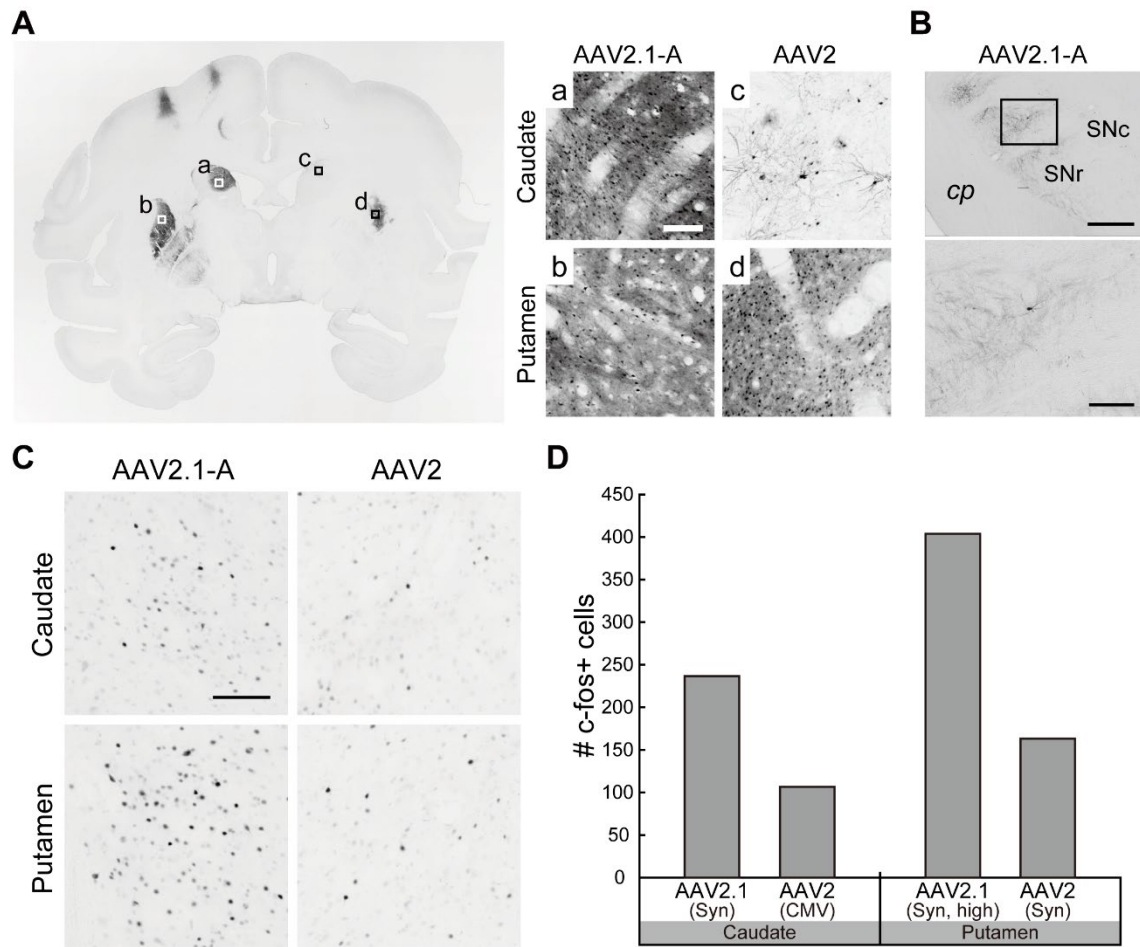 A
a
b
c
d
AAV2.1-A
AAV2
Caudate
a
c
Putamen
b
d
B
AAV2.1-A
SNc
SNr
cp
C
AAV2.1-A
AAV2
Caudate
Putamen
D
# c-fos+ cells
450
400
350
300
250
200
150
100
50
0
AAV2.1 AAV2 AAV2.1 AAV2
(Syn) (CMV) (Syn, high) (Syn)
Caudate Putamen